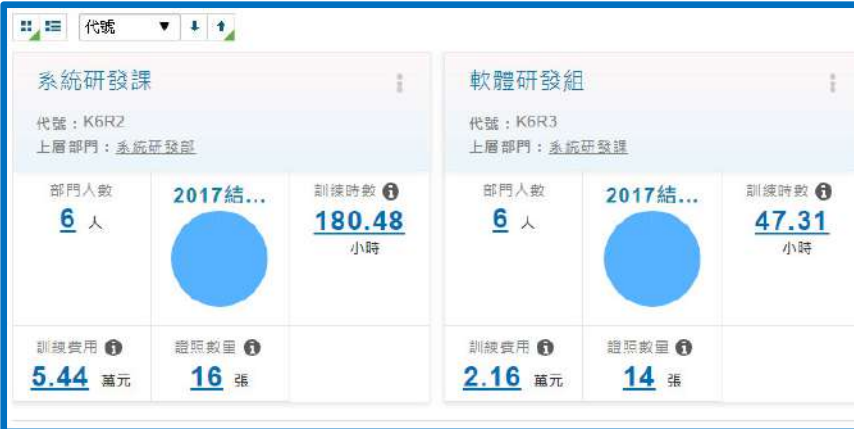 代號
系統研發課
代號：K6R2
上層部門：系統研發部
部門人數
6 人
2017結...
訓練時數
180.48
小時
訓練費用
5.44 萬元
證照數量
16 張
軟體研發組
代號：K6R3
上層部門：系統研發課
部門人數
6 人
2017結...
訓練時數
47.31
小時
訓練費用
2.16 萬元
證照數量
14 張